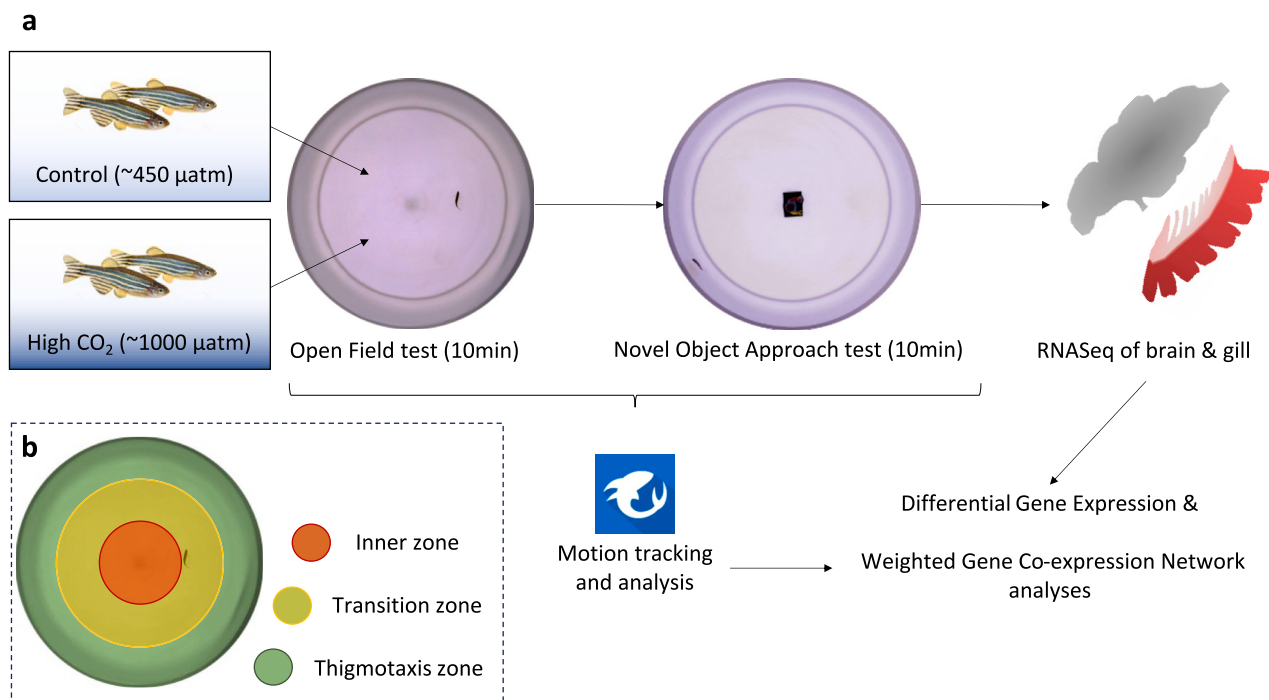 a
Control (~450 µatm)
High CO₂ (~1000 µatm)
Open Field test (10min)
Novel Object Approach test (10min)
RNASeq of brain & gill
b
Inner zone
Transition zone
Thigmotaxis zone
Motion tracking
and analysis
Differential Gene Expression &
Weighted Gene Co-expression Network
analyses